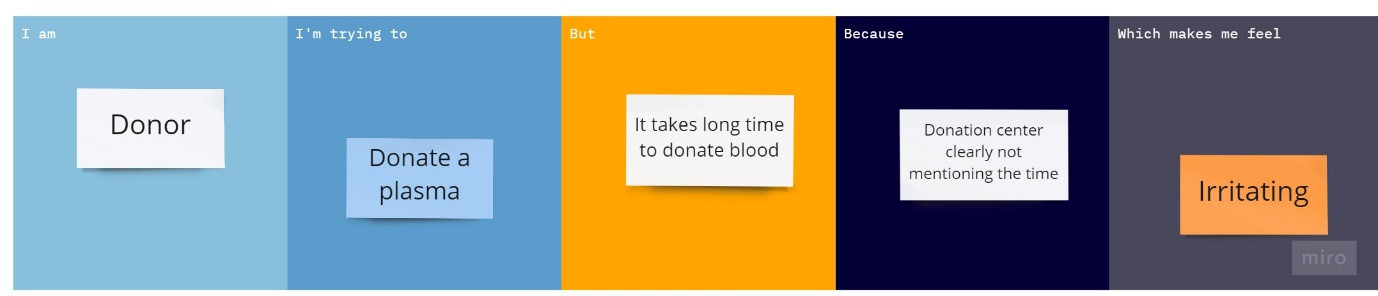 I am
Donor
I'm trying to
Donate a
plasma
But
It takes long time
to donate blood
Because
Donation center
clearly not
mentioning the time
Which makes me feel
Irritating
miro